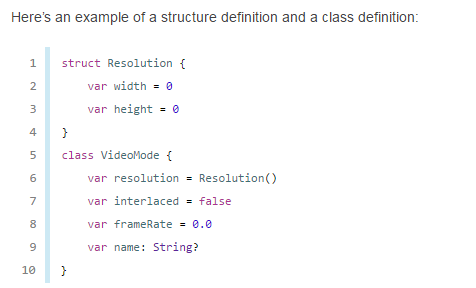 Here's an example of a structure definition and a class definition:
1 struct Resolution {
2 var width = 0
3 var height = 0
4 }
5 class VideoMode {
6 var resolution = Resolution()
7 var interlaced = false
8 var frameRate = 0.0
9 var name: String?
10 }